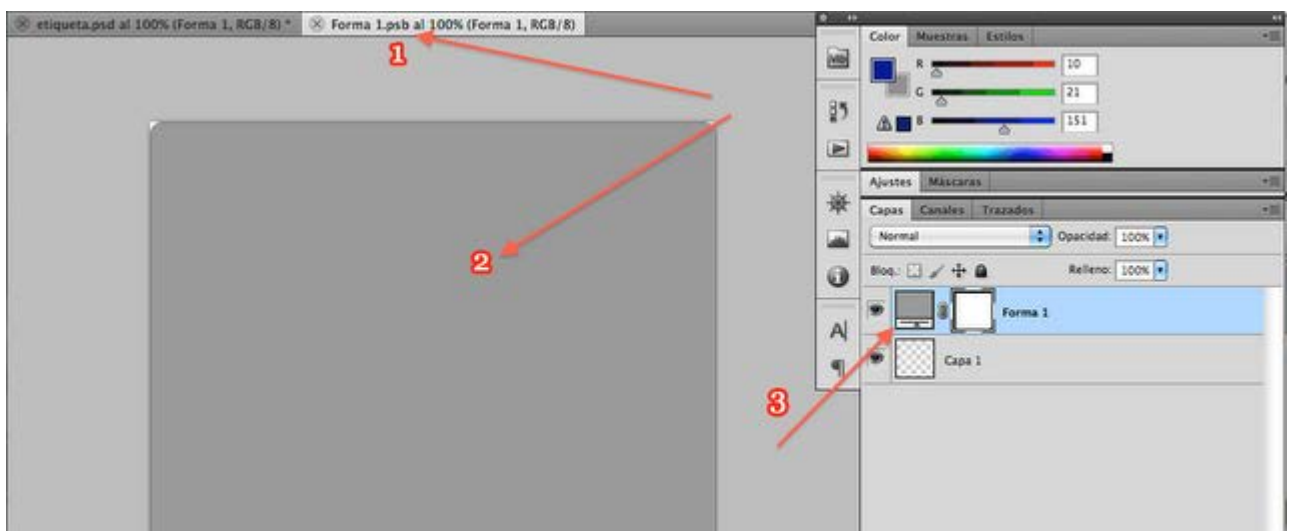 etiqueta.psd al 100% (Forma 1, RGB/8) *
Forma 1.psb al 100% (Forma 1, RGB/8)
1
2
3
Mb
A
Color Muestras Estilos
R 10
G 21
B 151
Ajustes Máscaras
Capas Canales Trazados
Normal Opacidad: 100%
Bloq.: Relleno: 100%
Forma 1
Capa 1